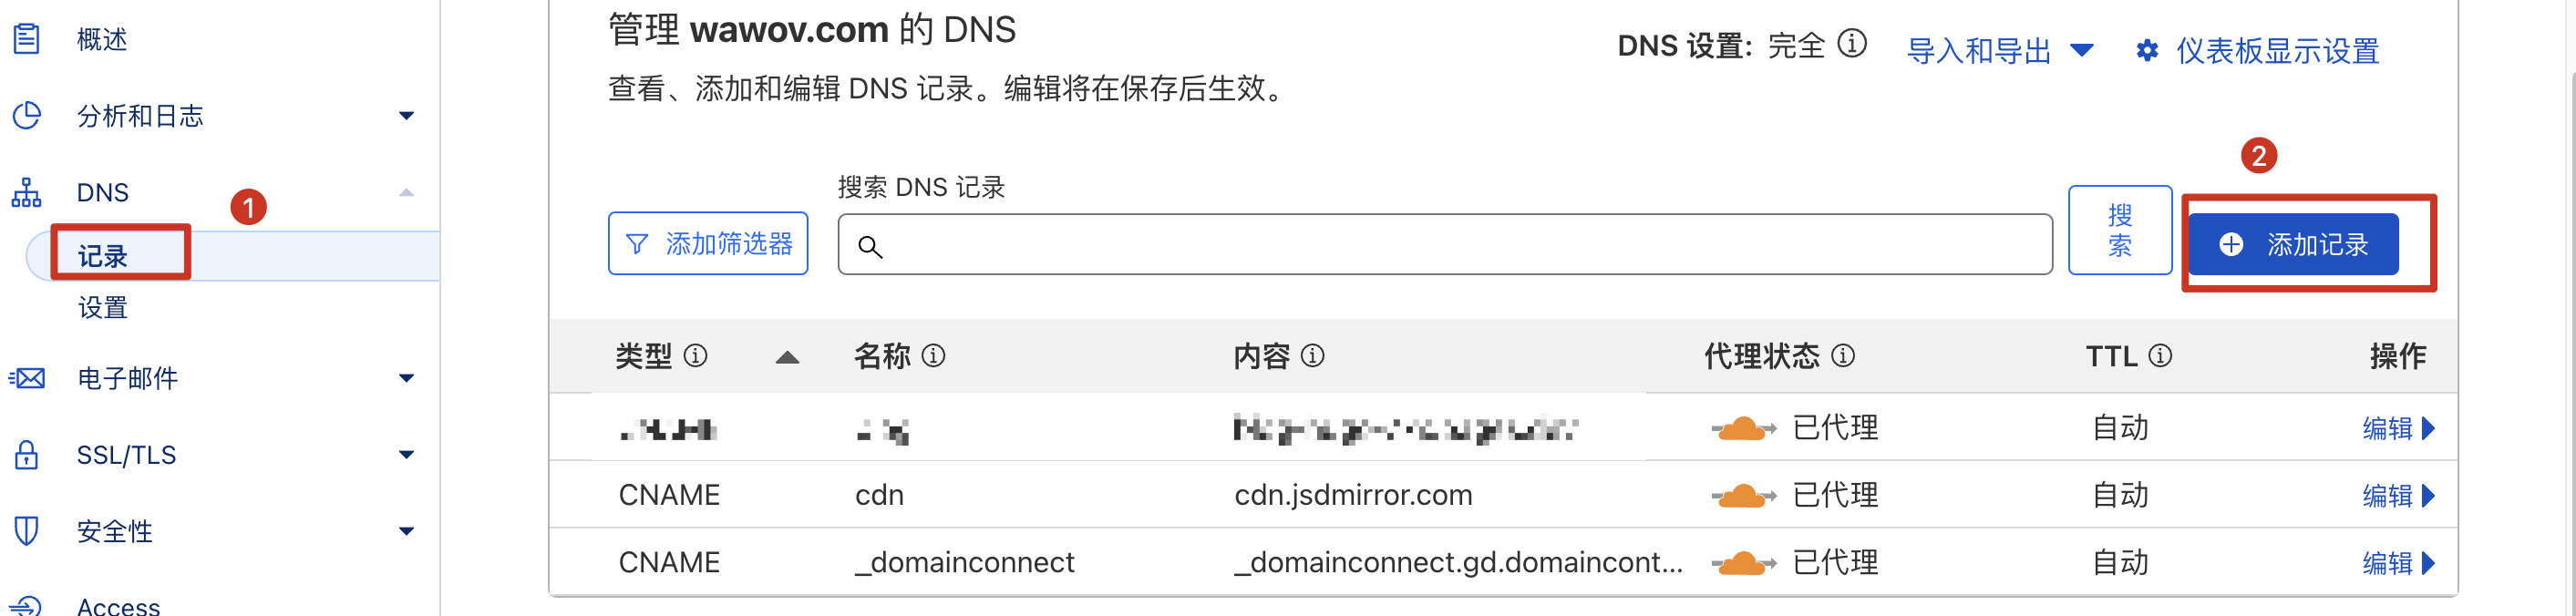 概述
分析和日志
DNS
1
记录
设置
电子邮件
SSL/TLS
安全性
Access
管理 wawov.com 的 DNS
查看、添加和编辑 DNS 记录。编辑将在保存后生效。
DNS 设置: 完全
导入和导出
仪表板显示设置
搜索 DNS 记录
添加筛选器
搜索
2
添加记录
类型 名称 内容 代理状态 TTL 操作
已代理 自动 编辑
CNAME cdn cdn.jsdmirror.com 已代理 自动 编辑
CNAME _domainconnect _domainconnect.gd.domaincont... 已代理 自动 编辑